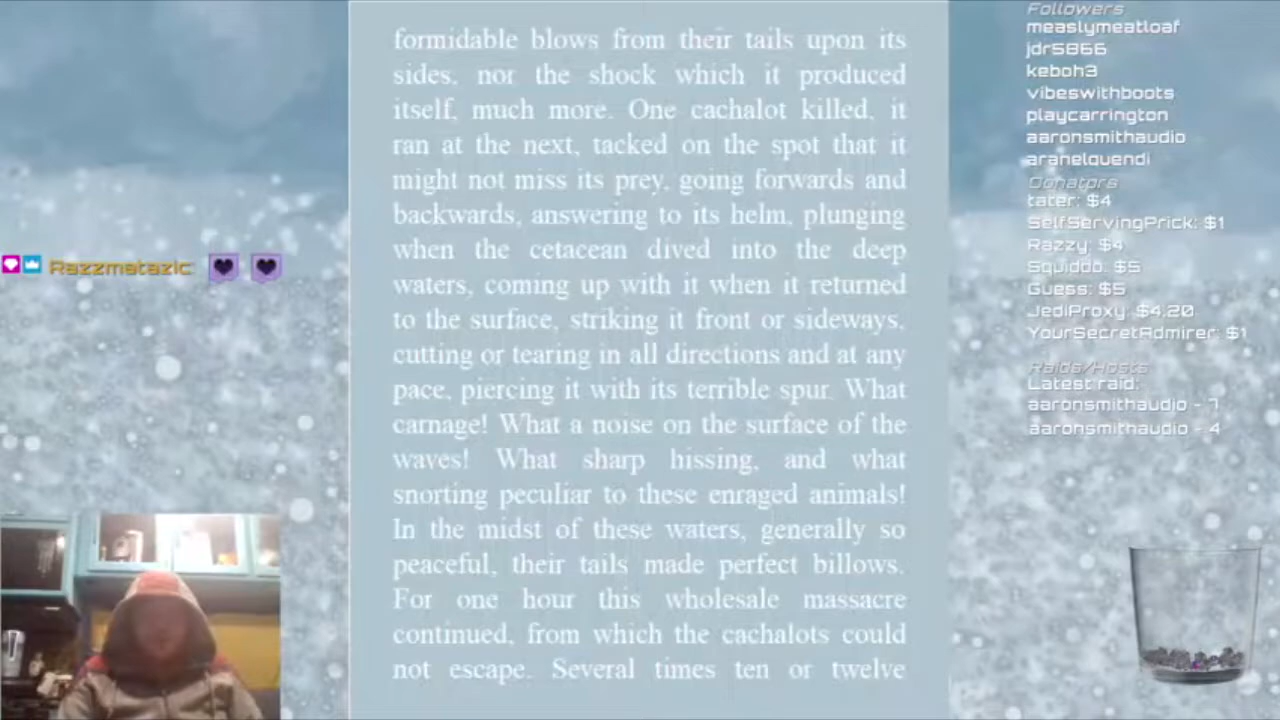 formidable blows from their tails upon its
sides, nor the shock which it produced
itself, much more. One cachalot killed, it
ran at the next, tacked on the spot that it
might not miss its prey, going forwards and
backwards, answering to its helm, plunging
when the cetacean dived into the deep
waters, coming up with it when it returned
to the surface, striking it front or sideways,
cutting or tearing in all directions and at any
pace, piercing it with its terrible spur. What
carnage! What a noise on the surface of the
waves! What sharp hissing, and what
snorting peculiar to these enraged animals!
In the midst of these waters, generally so
peaceful, their tails made perfect billows.
For one hour this wholesale massacre
continued, from which the cachalots could
not escape. Several times ten or twelve
Razzmatazic
Followers
measlymeatloaf
jdr5866
keboh3
vibeswithboots
playcarrington
aaronsmithaudio
aranelquendi
Donators
tater: $4
SelfServingPrick: $1
Razzy: $4
Squidob: $5
Guess: $5
JediProxy: $4.20
YourSecretAdmirer: $1
Raids/Hosts
Latest raid:
aaronsmithaudio - 7
aaronsmithaudio - 4